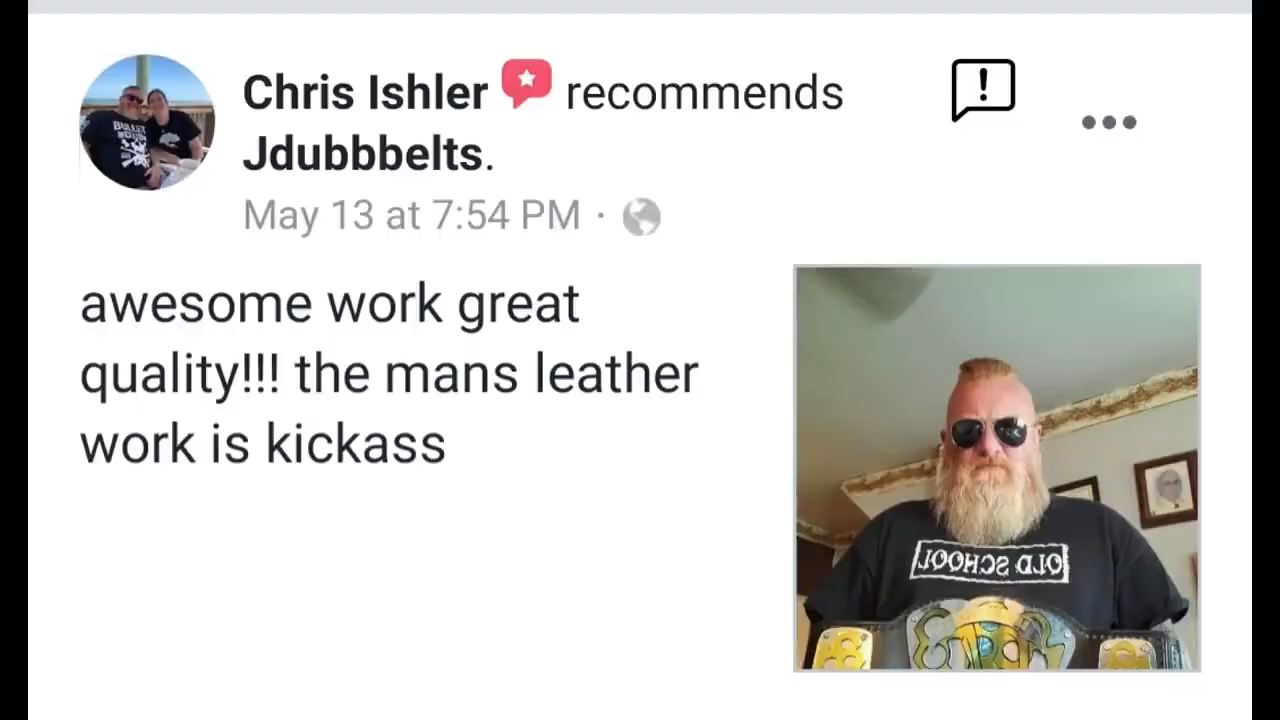 Chris Ishler recommends
Jdubbbelts.
May 13 at 7:54 PM ·
awesome work great
quality!!! the mans leather
work is kickass
OLD SCHOOL